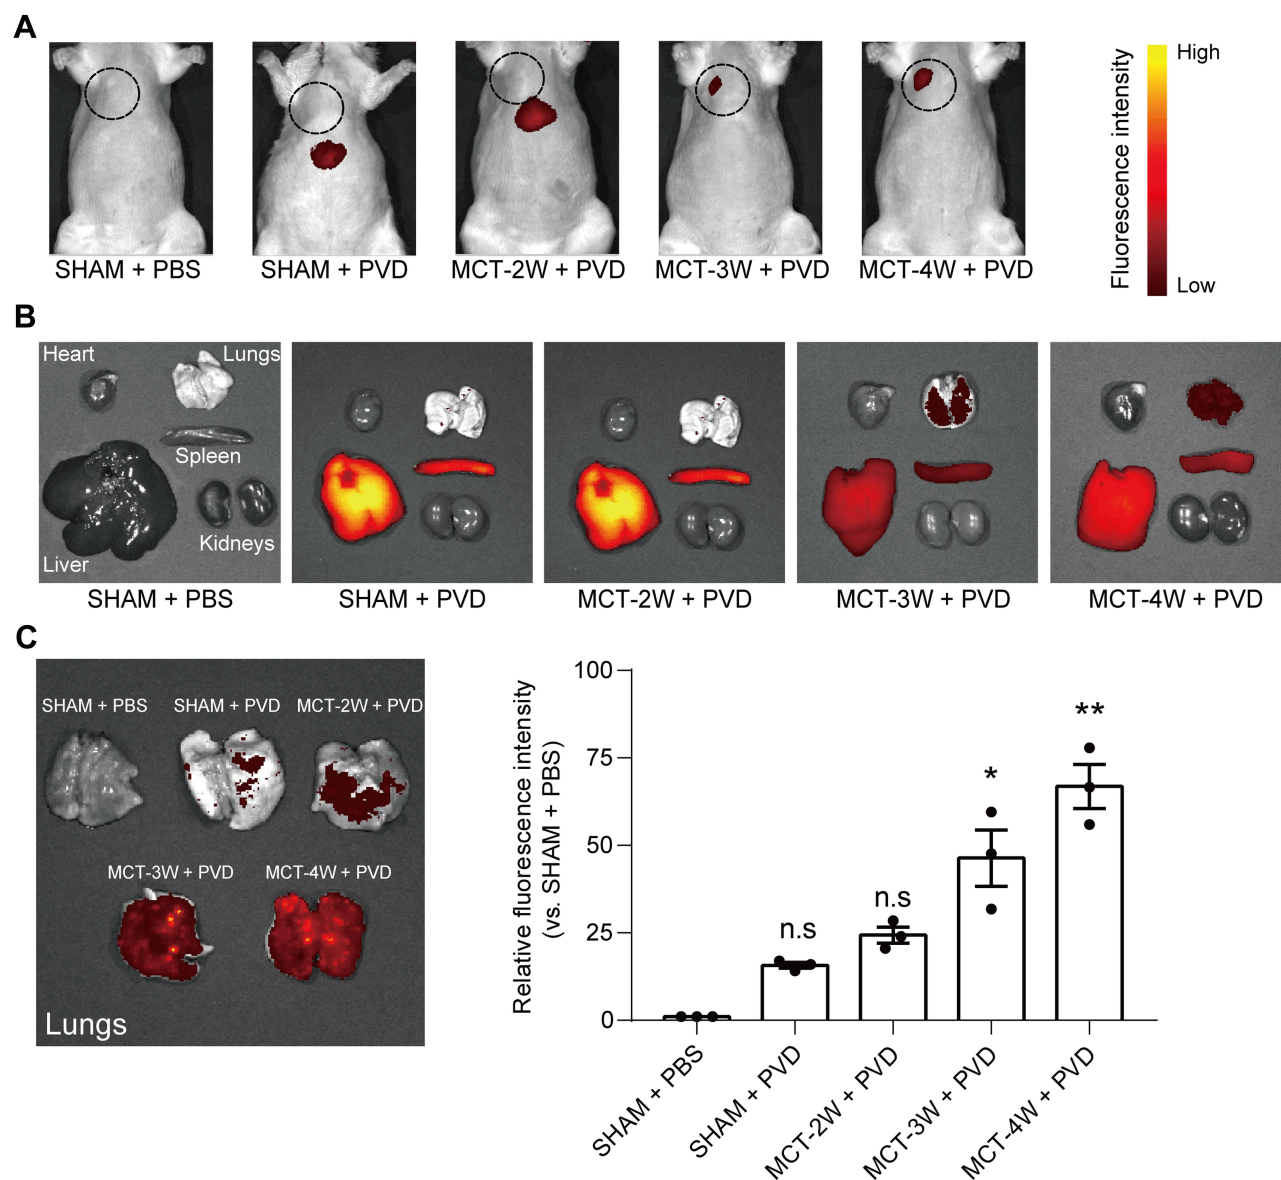 A
SHAM + PBS
SHAM + PVD
MCT-2W + PVD
MCT-3W + PVD
MCT-4W + PVD
Fluorescence intensity
High
Low
B
Heart
Lungs
Spleen
Kidneys
Liver
SHAM + PBS
SHAM + PVD
MCT-2W + PVD
MCT-3W + PVD
MCT-4W + PVD
C
SHAM + PBS
SHAM + PVD
MCT-2W + PVD
MCT-3W + PVD
MCT-4W + PVD
Lungs
Relative fluorescence intensity
(vs. SHAM + PBS)
100
75
50
25
0
n.s
n.s
*
**
SHAM + PBS
SHAM + PVD
MCT-2W + PVD
MCT-3W + PVD
MCT-4W + PVD